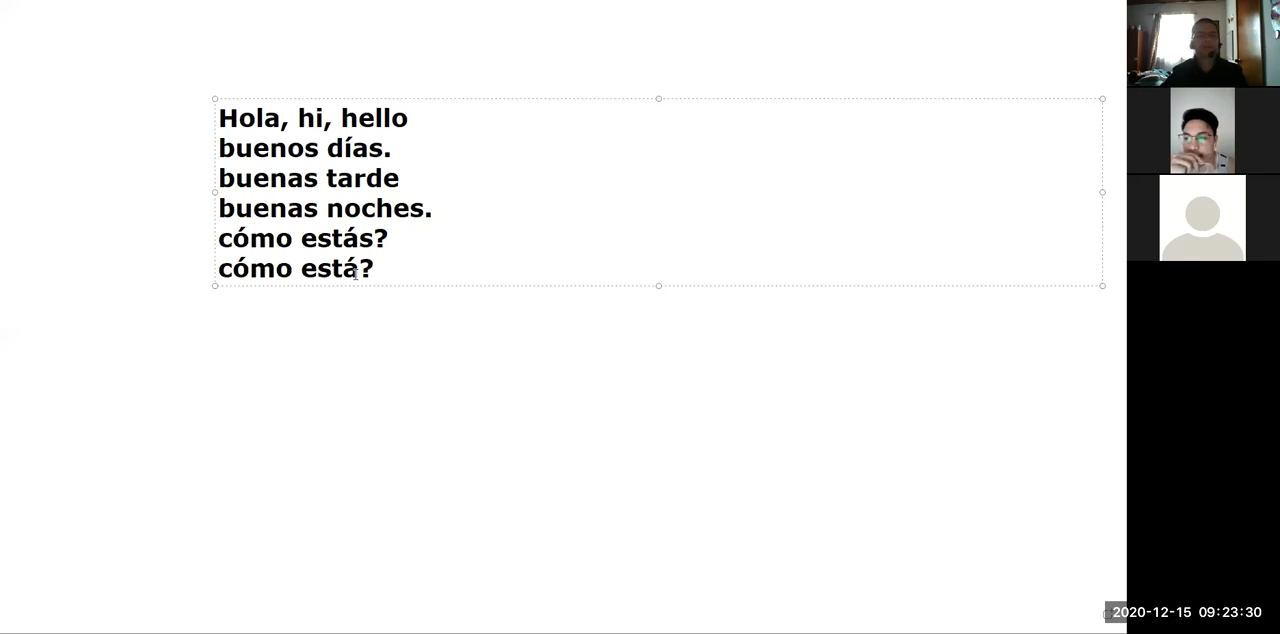 Hola, hi, hello
buenos días.
buenas tarde
buenas noches.
cómo estás?
cómo está?
2020-12-15 09:23:30